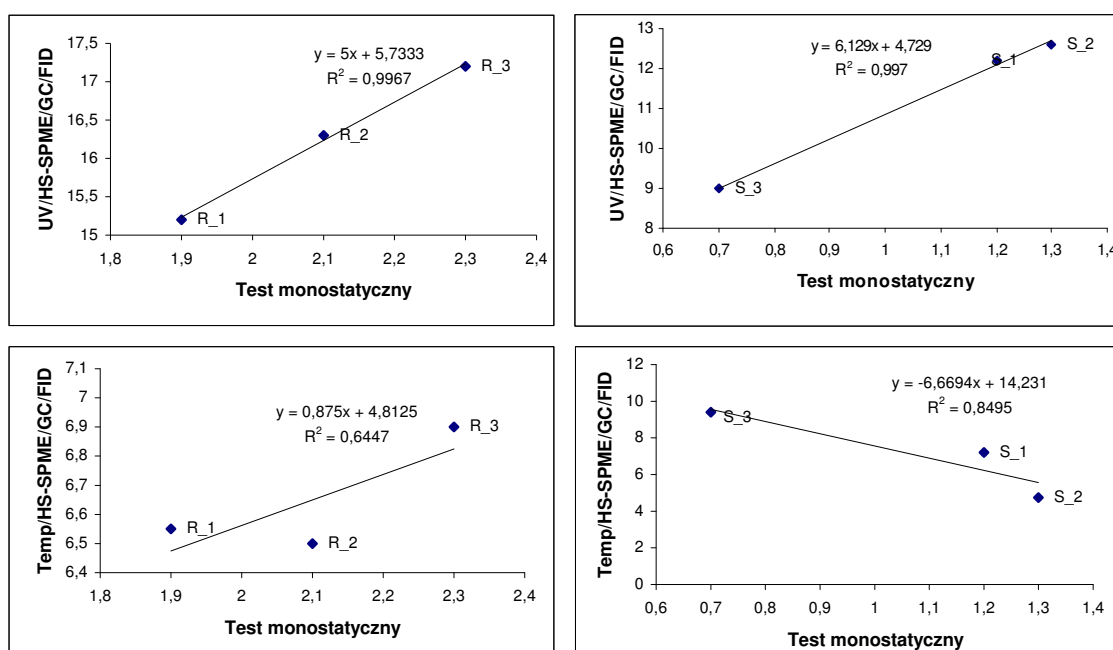 UV/HS-SPME/GC/FID
17,5
17
16,5
16
15,5
15
y = 5x + 5,7333
R² = 0,9967
R_3
R_2
R_1
1,8 1,9 2 2,1 2,2 2,3 2,4
Test monostatyczny
UV/HS-SPME/GC/FID
13
12
11
10
9
8
y = 6,129x + 4,729
R² = 0,997
S_2
S_1
S_3
0,6 0,7 0,8 0,9 1 1,1 1,2 1,3 1,4
Test monostatyczny
Temp/HS-SPME/GC/FID
7,1
7
6,9
6,8
6,7
6,6
6,5
6,4
y = 0,875x + 4,8125
R² = 0,6447
R_3
R_1
R_2
1,8 1,9 2 2,1 2,2 2,3 2,4
Test monostatyczny
Temp/HS-SPME/GC/FID
12
10
8
6
4
2
0
y = -6,6694x + 14,231
R² = 0,8495
S_3
S_1
S_2
0,6 0,7 0,8 0,9 1 1,1 1,2 1,3 1,4
Test monostatyczny